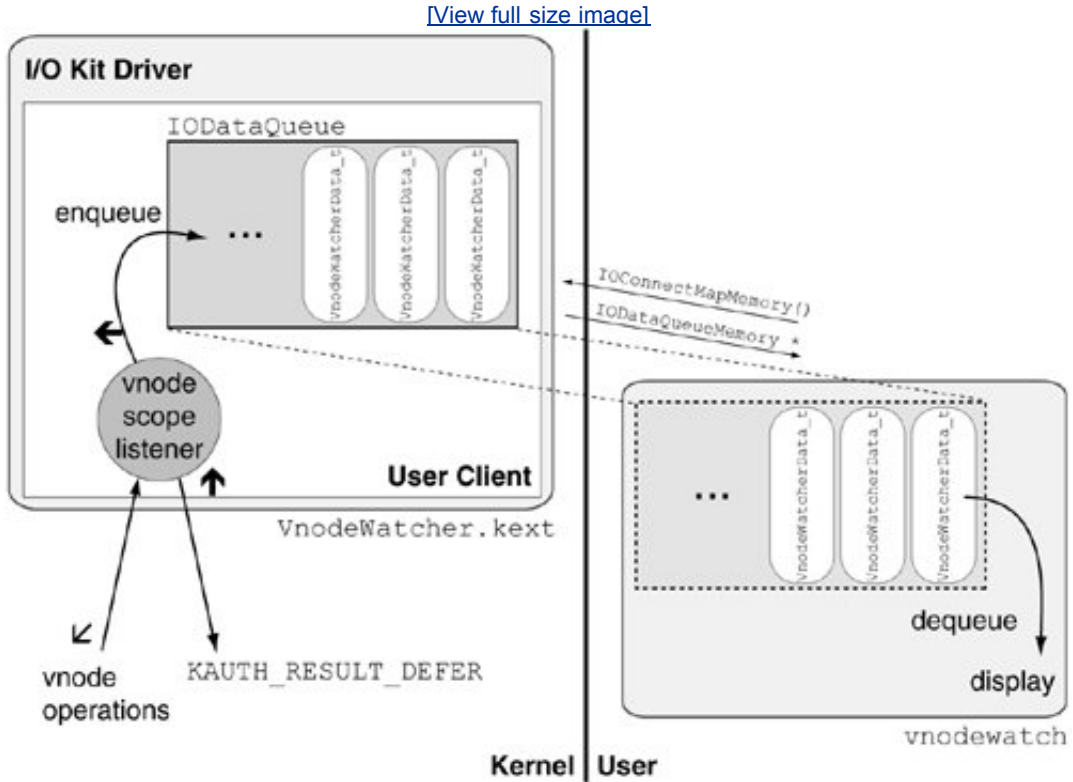 [View full size image]
I/O Kit Driver
IODataQueue
enqueue
...
VnodeWatcherData_t
VnodeWatcherData_t
VnodeWatcherData_t
IOConnectMapMemory()
IODataQueueMemory *
vnode
scope
listener
User Client
VnodeWatcher.kext
...
VnodeWatcherData_t
VnodeWatcherData_t
VnodeWatcherData_t
dequeue
display
vnodewatch
vnode
operations
KAUTH_RESULT_DEFER
Kernel
User